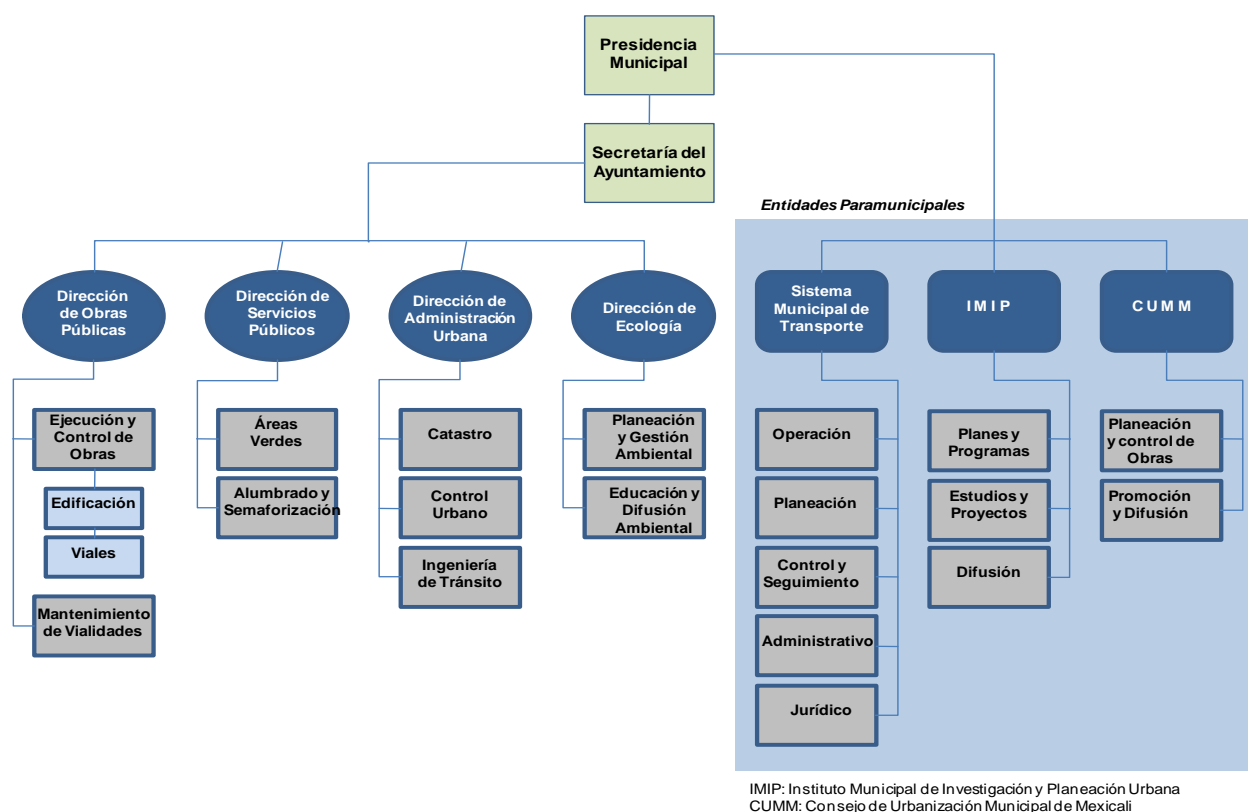 Presidencia
Municipal
Secretaría del
Ayuntamiento
Entidades Paramunicipales
Dirección
de Obras
Públicas
Dirección de
Servicios
Públicos
Dirección de
Administración
Urbana
Dirección de
Ecología
Sistema
Municipal de
Transporte
IMIP
CUMM
Ejecución y
Control de
Obras
Edificación
Viales
Mantenimiento
de Vialidades
Áreas
Verdes
Alumbrado y
Semaforización
Catastro
Control
Urbano
Ingeniería
de Tránsito
Planeación
y Gestión
Ambiental
Educación y
Difusión
Ambiental
Operación
Planeación
Control y
Seguimiento
Administrativo
Jurídico
Planes y
Programas
Estudios y
Proyectos
Difusión
Planeación
y control de
Obras
Promoción
y Difusión
IMIP: Instituto Municipal de Investigación y Planeación Urbana
CUMM: Consejo de Urbanización Municipal de Mexicali